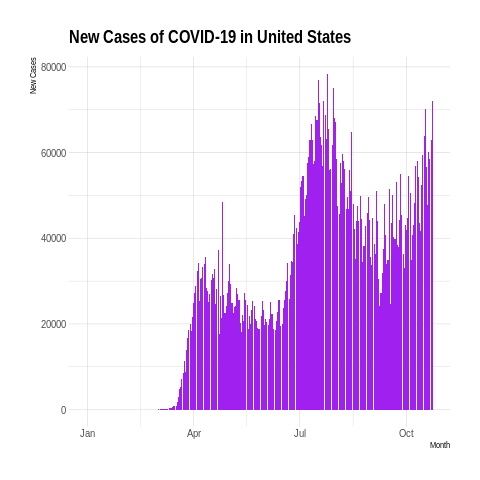 New Cases of COVID-19 in United States
New Cases
80000
60000
40000
20000
0
Jan Apr Jul Oct
Month